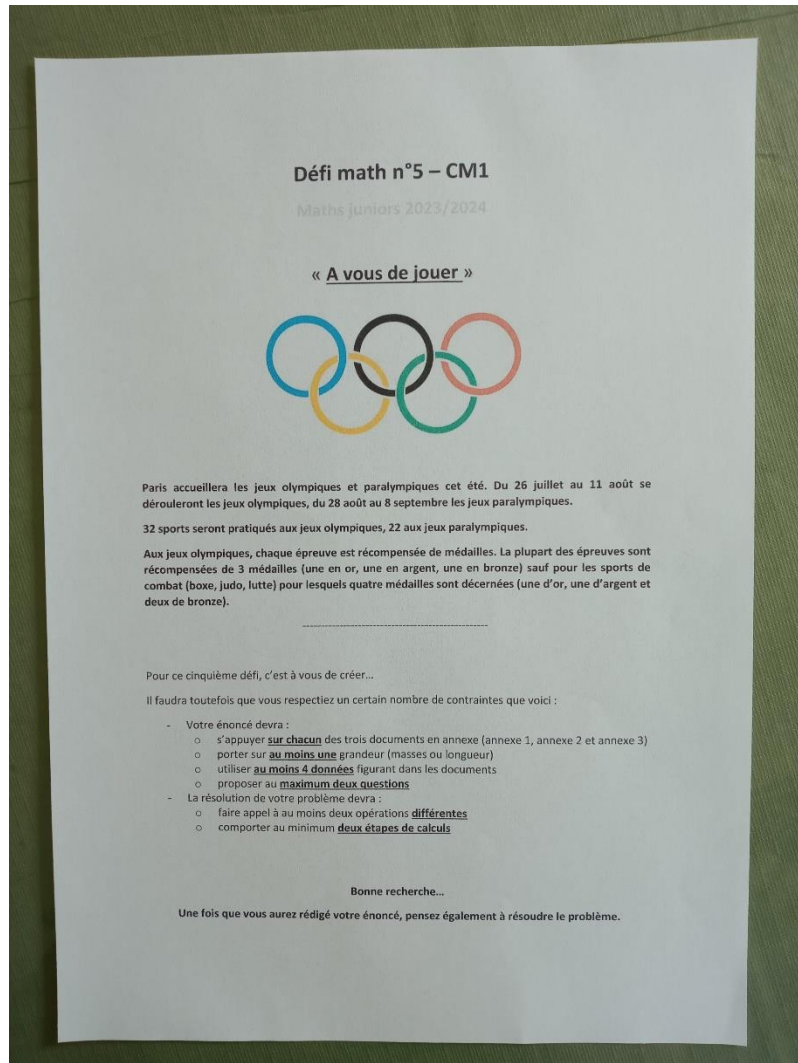 Défi math n°5 – CM1
Maths juniors 2023/2024
« A vous de jouer »
Paris accueillera les jeux olympiques et paralympiques cet été. Du 26 juillet au 11 août se
dérouleront les jeux olympiques, du 28 août au 8 septembre les jeux paralympiques.
32 sports seront pratiqués aux jeux olympiques, 22 aux jeux paralympiques.
Aux jeux olympiques, chaque épreuve est récompensée de médailles. La plupart des épreuves sont
récompensées de 3 médailles (une en or, une en argent, une en bronze) sauf pour les sports de
combat (boxe, judo, lutte) pour lesquels quatre médailles sont décernées (une d'or, une d'argent et
deux de bronze).
--------------------------------------------------
Pour ce cinquième défi, c'est à vous de créer...
Il faudra toutefois que vous respectiez un certain nombre de contraintes que voici :
- Votre énoncé devra :
o s'appuyer sur chacun des trois documents en annexe (annexe 1, annexe 2 et annexe 3)
o porter sur au moins une grandeur (masses ou longueur)
o utiliser au moins 4 données figurant dans les documents
o proposer au maximum deux questions
- La résolution de votre problème devra :
o faire appel à au moins deux opérations différentes
o comporter au minimum deux étapes de calculs
Bonne recherche...
Une fois que vous aurez rédigé votre énoncé, pensez également à résoudre le problème.